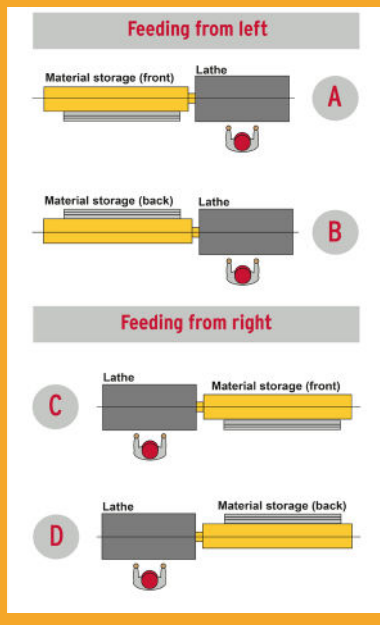 Feeding from left
Material storage (front)
Lathe
A
Material storage (back)
Lathe
B
Feeding from right
Lathe
Material storage (front)
C
Lathe
Material storage (back)
D